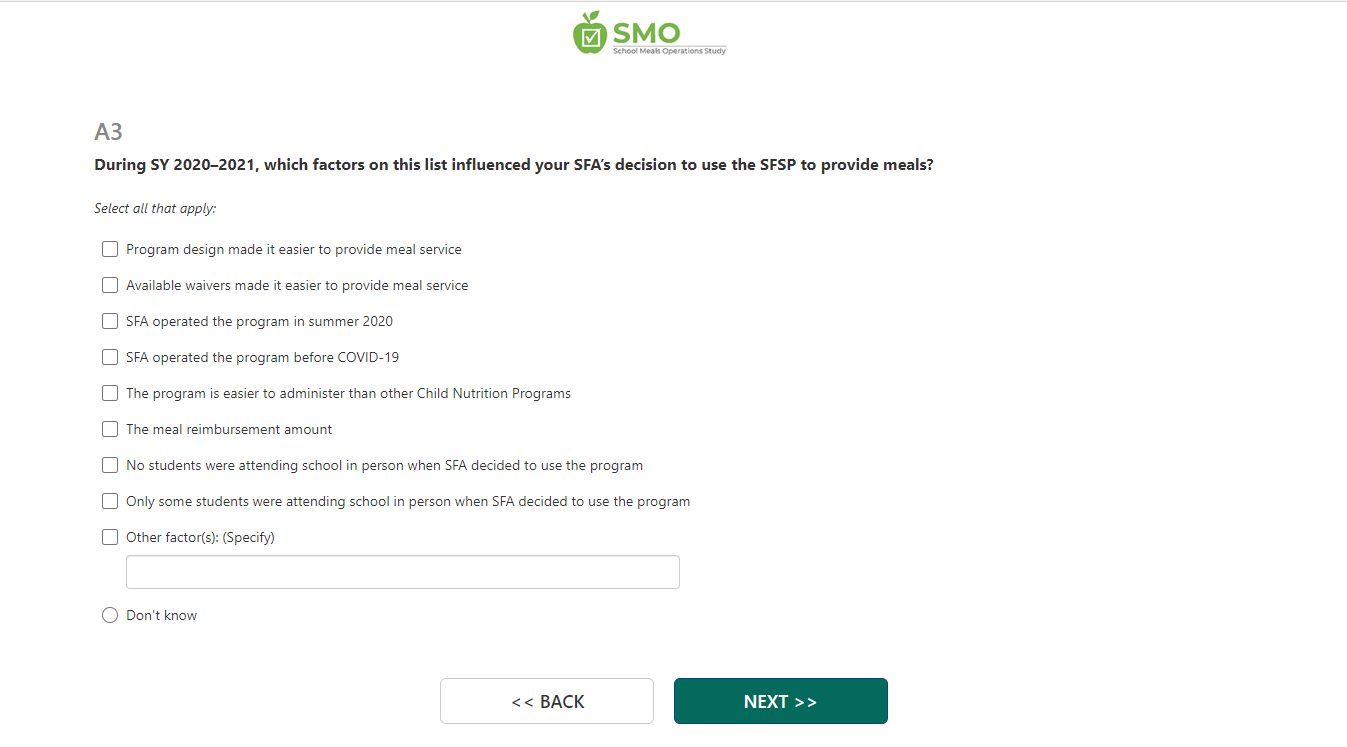 SMO
School Meals Operations Study
A3
During SY 2020–2021, which factors on this list influenced your SFA's decision to use the SFSP to provide meals?
Select all that apply:
Program design made it easier to provide meal service
Available waivers made it easier to provide meal service
SFA operated the program in summer 2020
SFA operated the program before COVID-19
The program is easier to administer than other Child Nutrition Programs
The meal reimbursement amount
No students were attending school in person when SFA decided to use the program
Only some students were attending school in person when SFA decided to use the program
Other factor(s): (Specify)
Don't know
<< BACK
NEXT >>